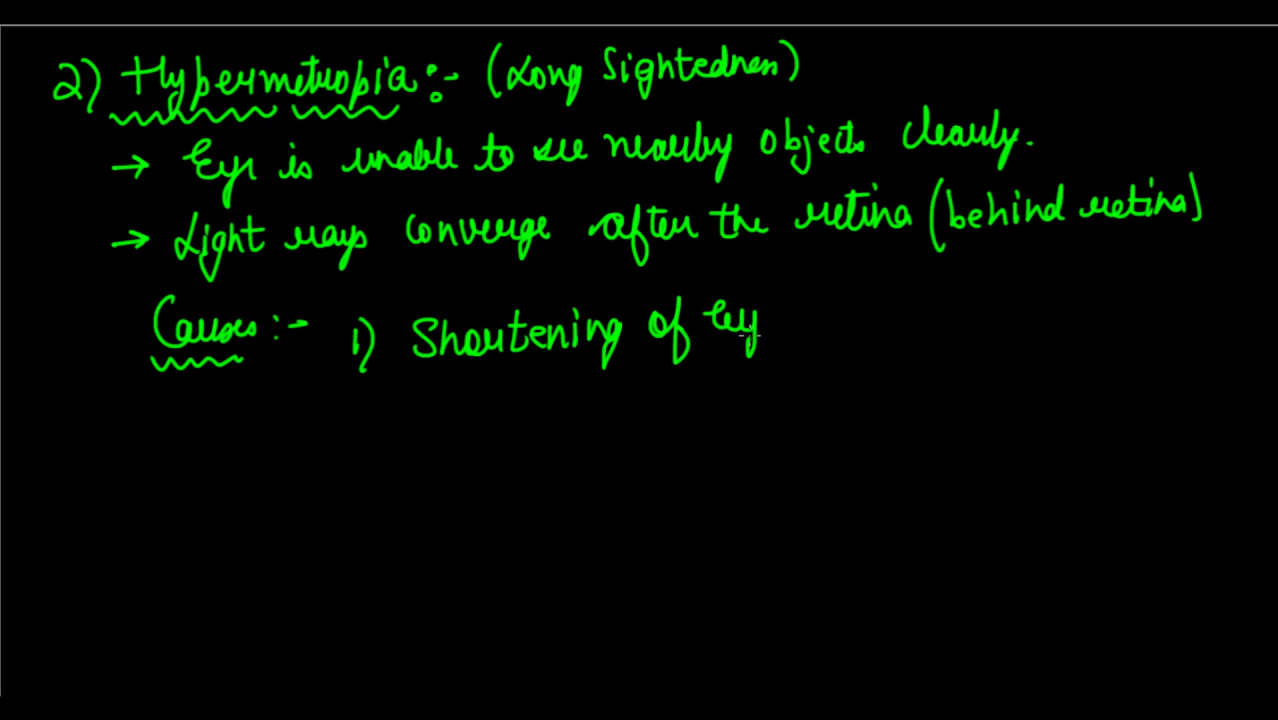 2) Hypermetropia :- (Long Sightedness)
→ Eye is unable to see nearby objects clearly.
→ Light rays converge after the retina (behind retina)
Causes :- 1) Shortening of Ey